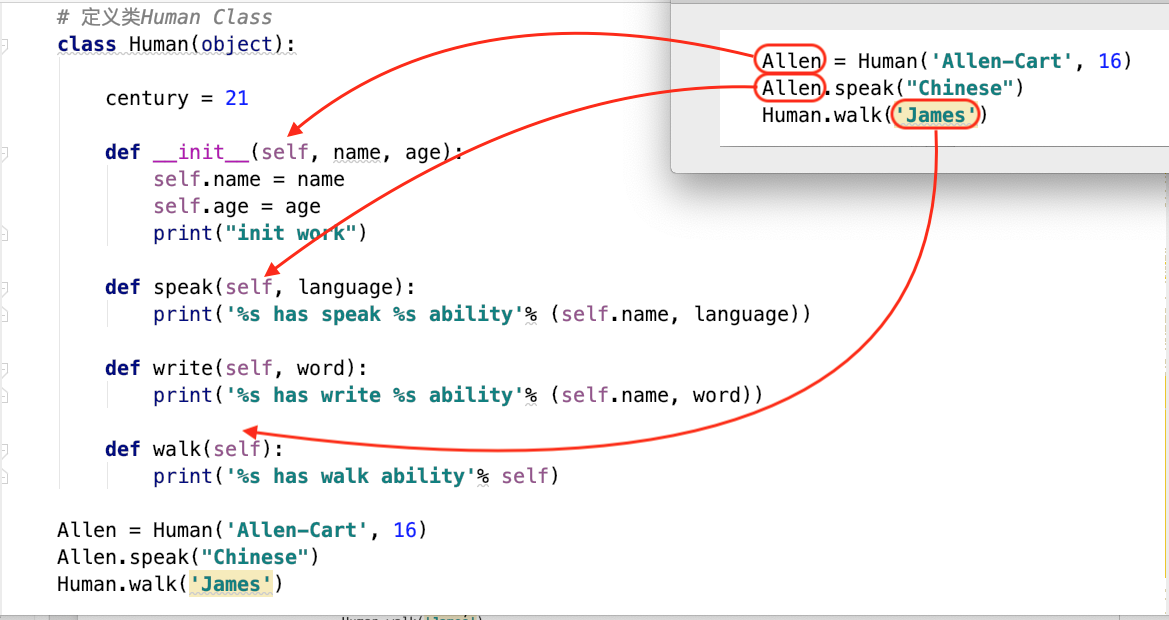 # 定义类Human Class
class Human(object):
century = 21
def __init__(self, name, age):
self.name = name
self.age = age
print("init work")
def speak(self, language):
print('%s has speak %s ability'% (self.name, language))
def write(self, word):
print('%s has write %s ability'% (self.name, word))
def walk(self):
print('%s has walk ability'% self)
Allen = Human('Allen-Cart', 16)
Allen.speak("Chinese")
Human.walk('James')
Allen = Human('Allen-Cart', 16)
Allen.speak("Chinese")
Human.walk('James')
Human.walk('James')